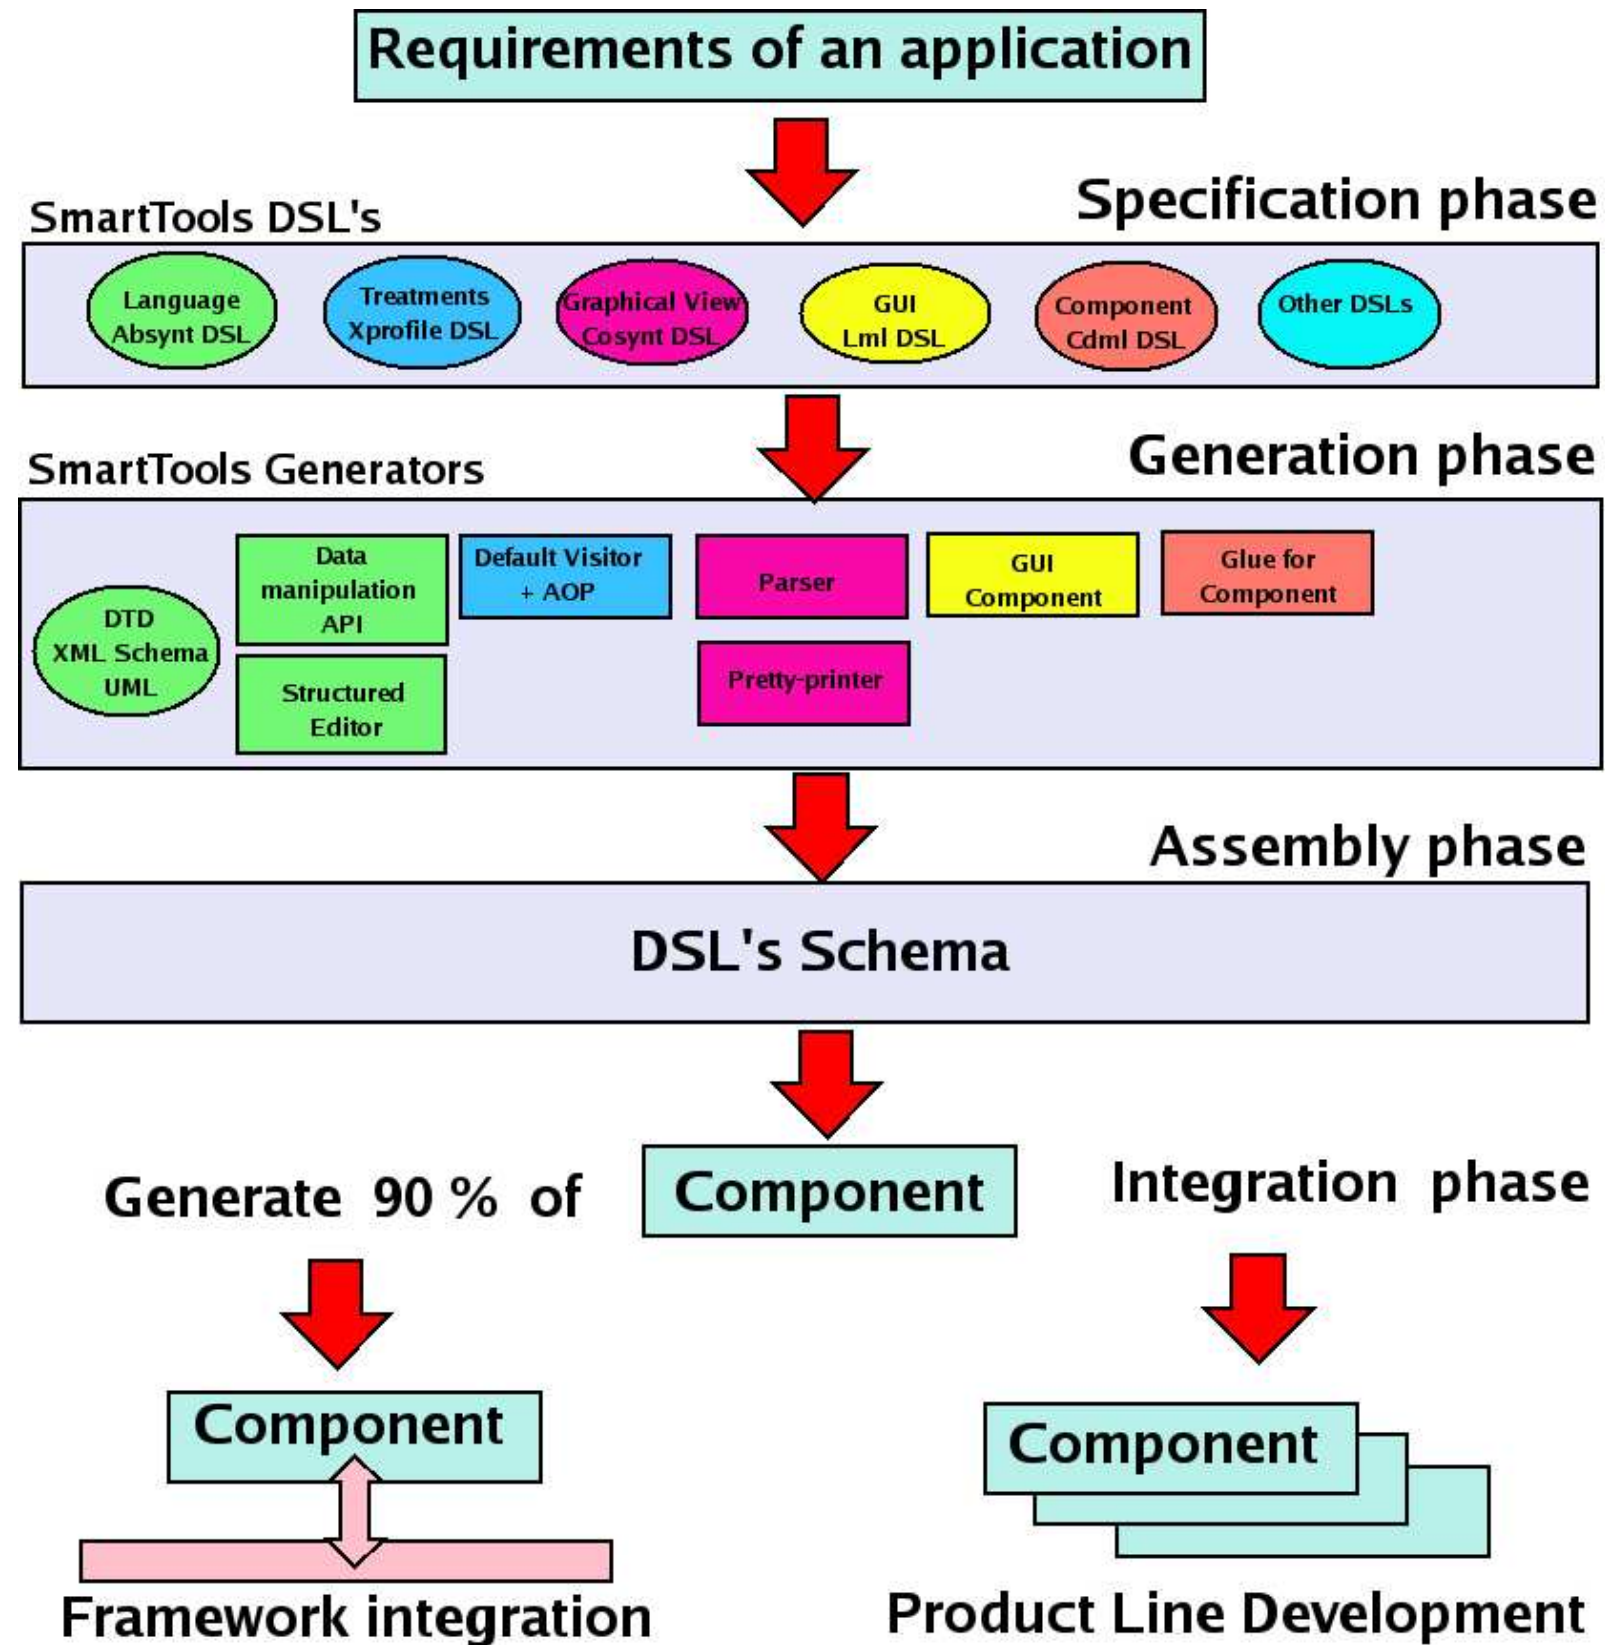 Requirements of an application
Specification phase
SmartTools DSL's
Language
Absynt DSL
Treatments
Xprofile DSL
Graphical View
Cosynt DSL
GUI
Lml DSL
Component
Cdml DSL
Other DSLs
Generation phase
SmartTools Generators
DTD
XML Schema
UML
Data
manipulation
API
Structured
Editor
Default Visitor
+ AOP
Parser
Pretty-printer
GUI
Component
Glue for
Component
Assembly phase
DSL's Schema
Generate 90 % of
Component
Integration phase
Component
Framework integration
Component
Product Line Development